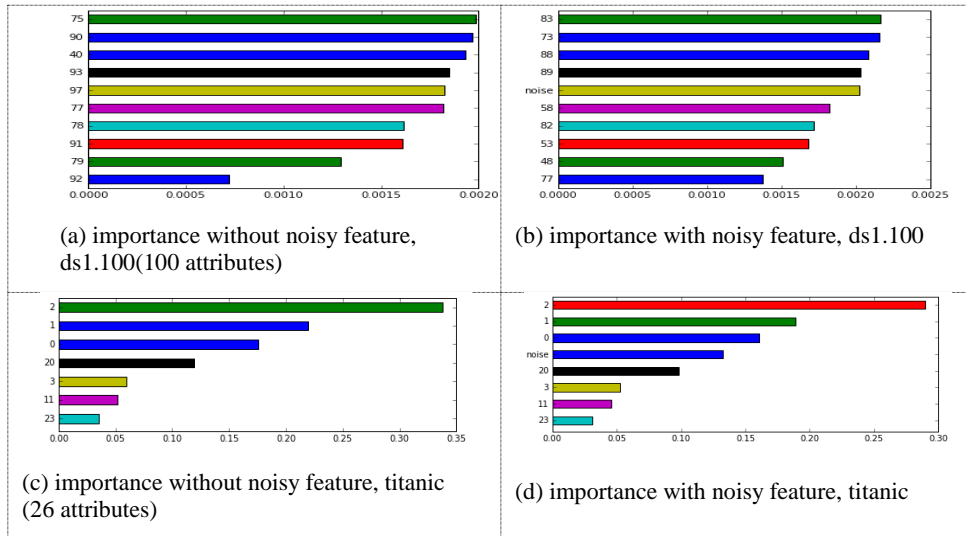 75
90
40
93
97
77
78
91
79
92
0.0000 0.0005 0.0010 0.0015 0.0020
(a) importance without noisy feature,
ds1.100(100 attributes)
83
73
88
89
noise
58
82
53
48
77
0.0000 0.0005 0.0010 0.0015 0.0020 0.0025
(b) importance with noisy feature, ds1.100
2
1
0
20
3
11
23
0.00 0.05 0.10 0.15 0.20 0.25 0.30 0.35
(c) importance without noisy feature, titanic
(26 attributes)
2
1
0
noise
20
3
11
23
0.00 0.05 0.10 0.15 0.20 0.25 0.30
(d) importance with noisy feature, titanic